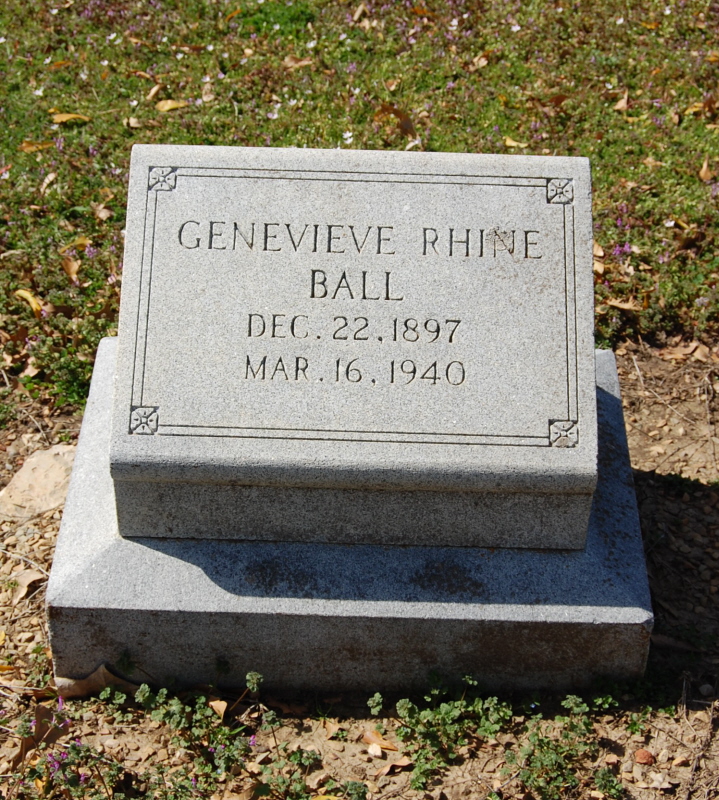 GENEVIEVE RHINE
BALL
DEC. 22, 1897
MAR. 16, 1940